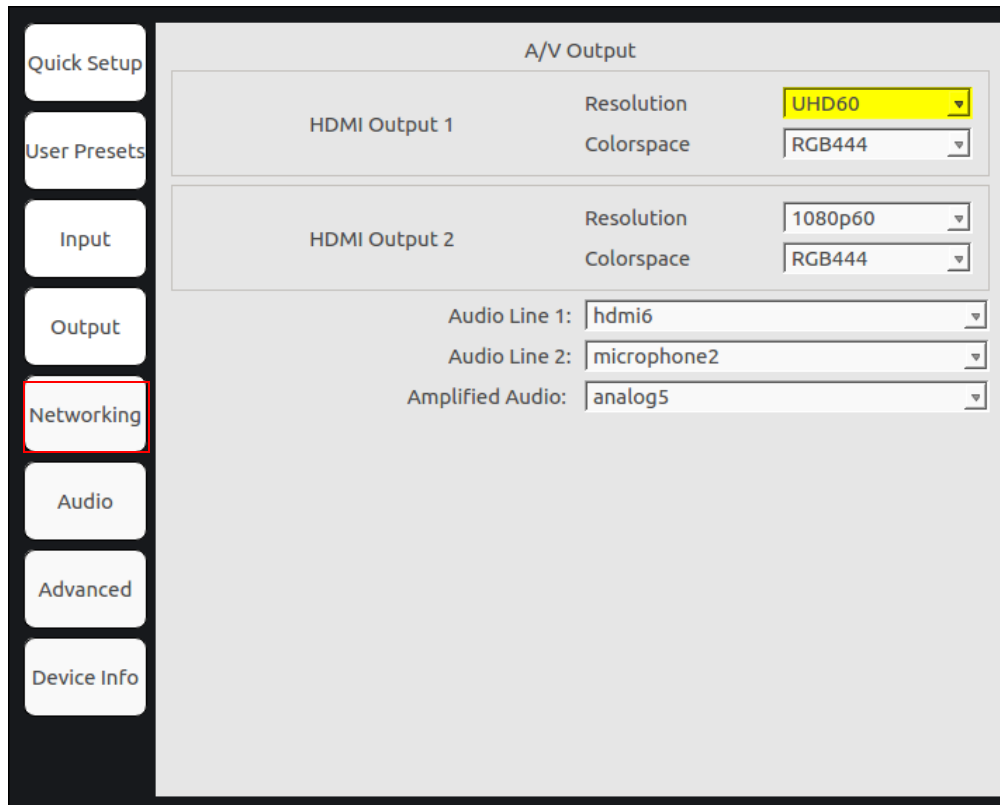 Quick Setup
User Presets
Input
Output
Networking
Audio
Advanced
Device Info
A/V Output
HDMI Output 1
Resolution UHD60
Colorspace RGB444
HDMI Output 2
Resolution 1080p60
Colorspace RGB444
Audio Line 1: hdmi6
Audio Line 2: microphone2
Amplified Audio: analog5